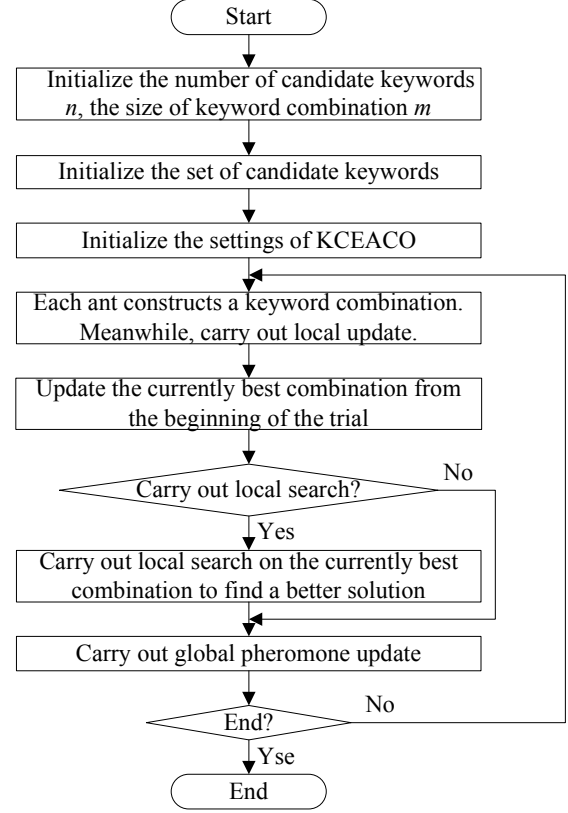 Start
Initialize the number of candidate keywords
n, the size of keyword combination m
Initialize the set of candidate keywords
Initialize the settings of KCEACO
Each ant constructs a keyword combination.
Meanwhile, carry out local update.
Update the currently best combination from
the beginning of the trial
Carry out local search?
No
Yes
Carry out local search on the currently best
combination to find a better solution
Carry out global pheromone update
End?
No
Yse
End